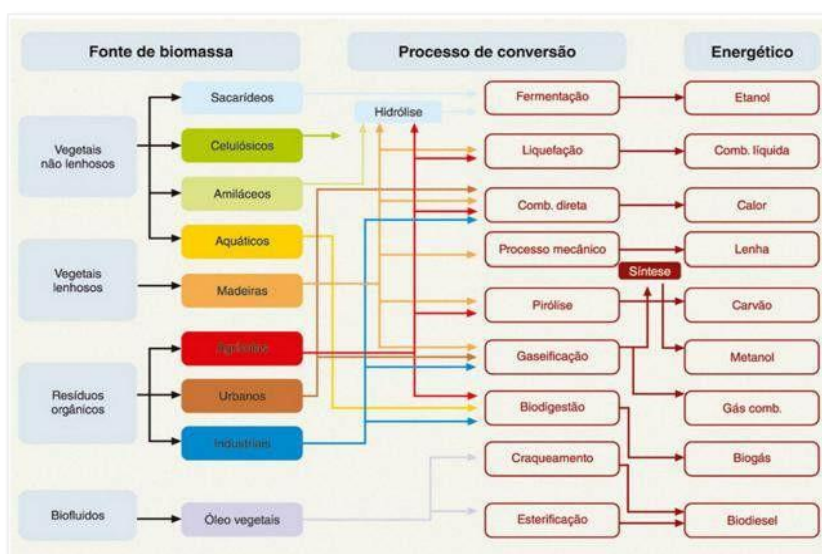 Fonte de biomassa
Processo de conversão
Energético
Vegetais
não lenhosos
Vegetais
lenhosos
Resíduos
orgânicos
Biofluidos
Sacarídeos
Celulósicos
Amiláceos
Aquáticos
Madeiras
Agrícolas
Urbanos
Industriais
Óleo vegetais
Hidrólise
Fermentação
Liquefação
Comb. direta
Processo mecânico
Síntese
Pirólise
Gaseificação
Biodigestão
Craqueamento
Esterificação
Etanol
Comb. líquida
Calor
Lenha
Carvão
Metanol
Gás comb.
Biogás
Biodiesel